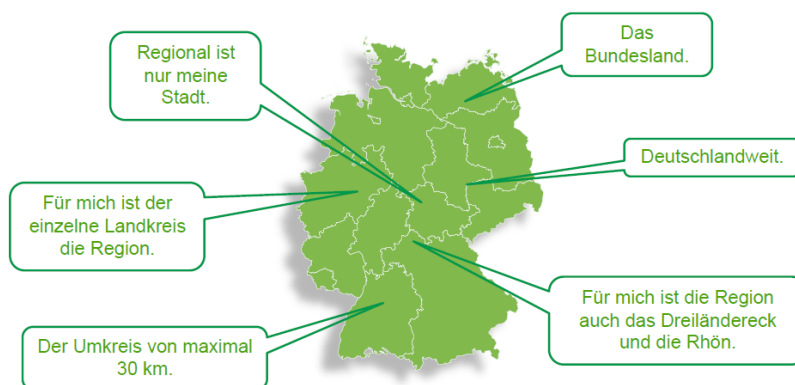 Regional ist
nur meine
Stadt.
Das
Bundesland.
Deutschlandweit.
Für mich ist der
einzelne Landkreis
die Region.
Für mich ist die Region
auch das Dreiländereck
und die Rhön.
Der Umkreis von maximal
30 km.